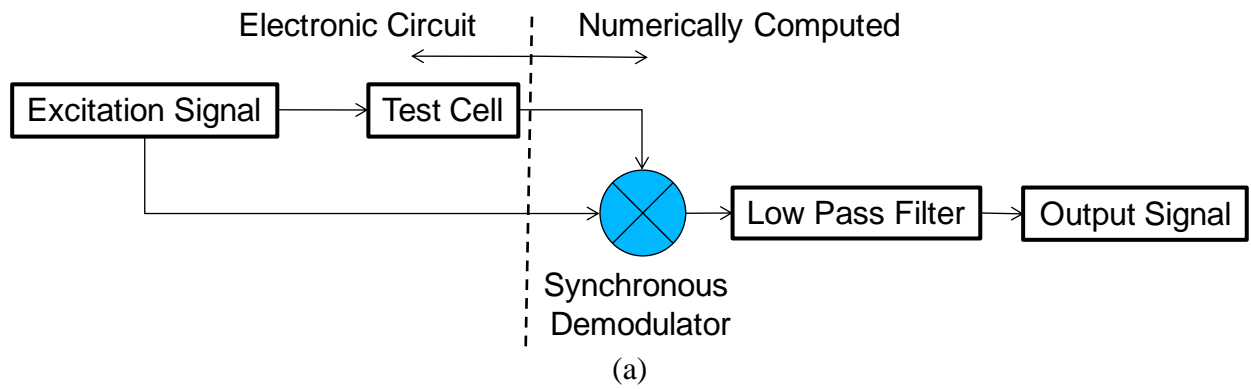 Electronic Circuit
Numerically Computed
Excitation Signal
Test Cell
Low Pass Filter
Output Signal
Synchronous
Demodulator
(a)